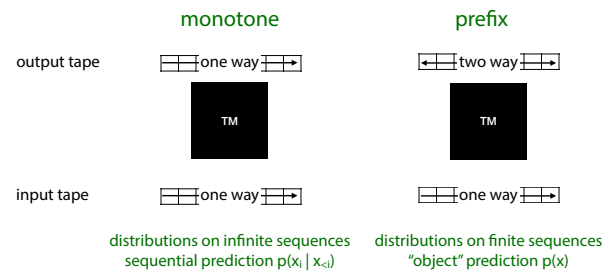 monotone prefix
output tape one way two way
TM TM
input tape one way one way
distributions on infinite sequences distributions on finite sequences
sequential prediction p(xᵢ | x<ᵢ) “object” prediction p(x)